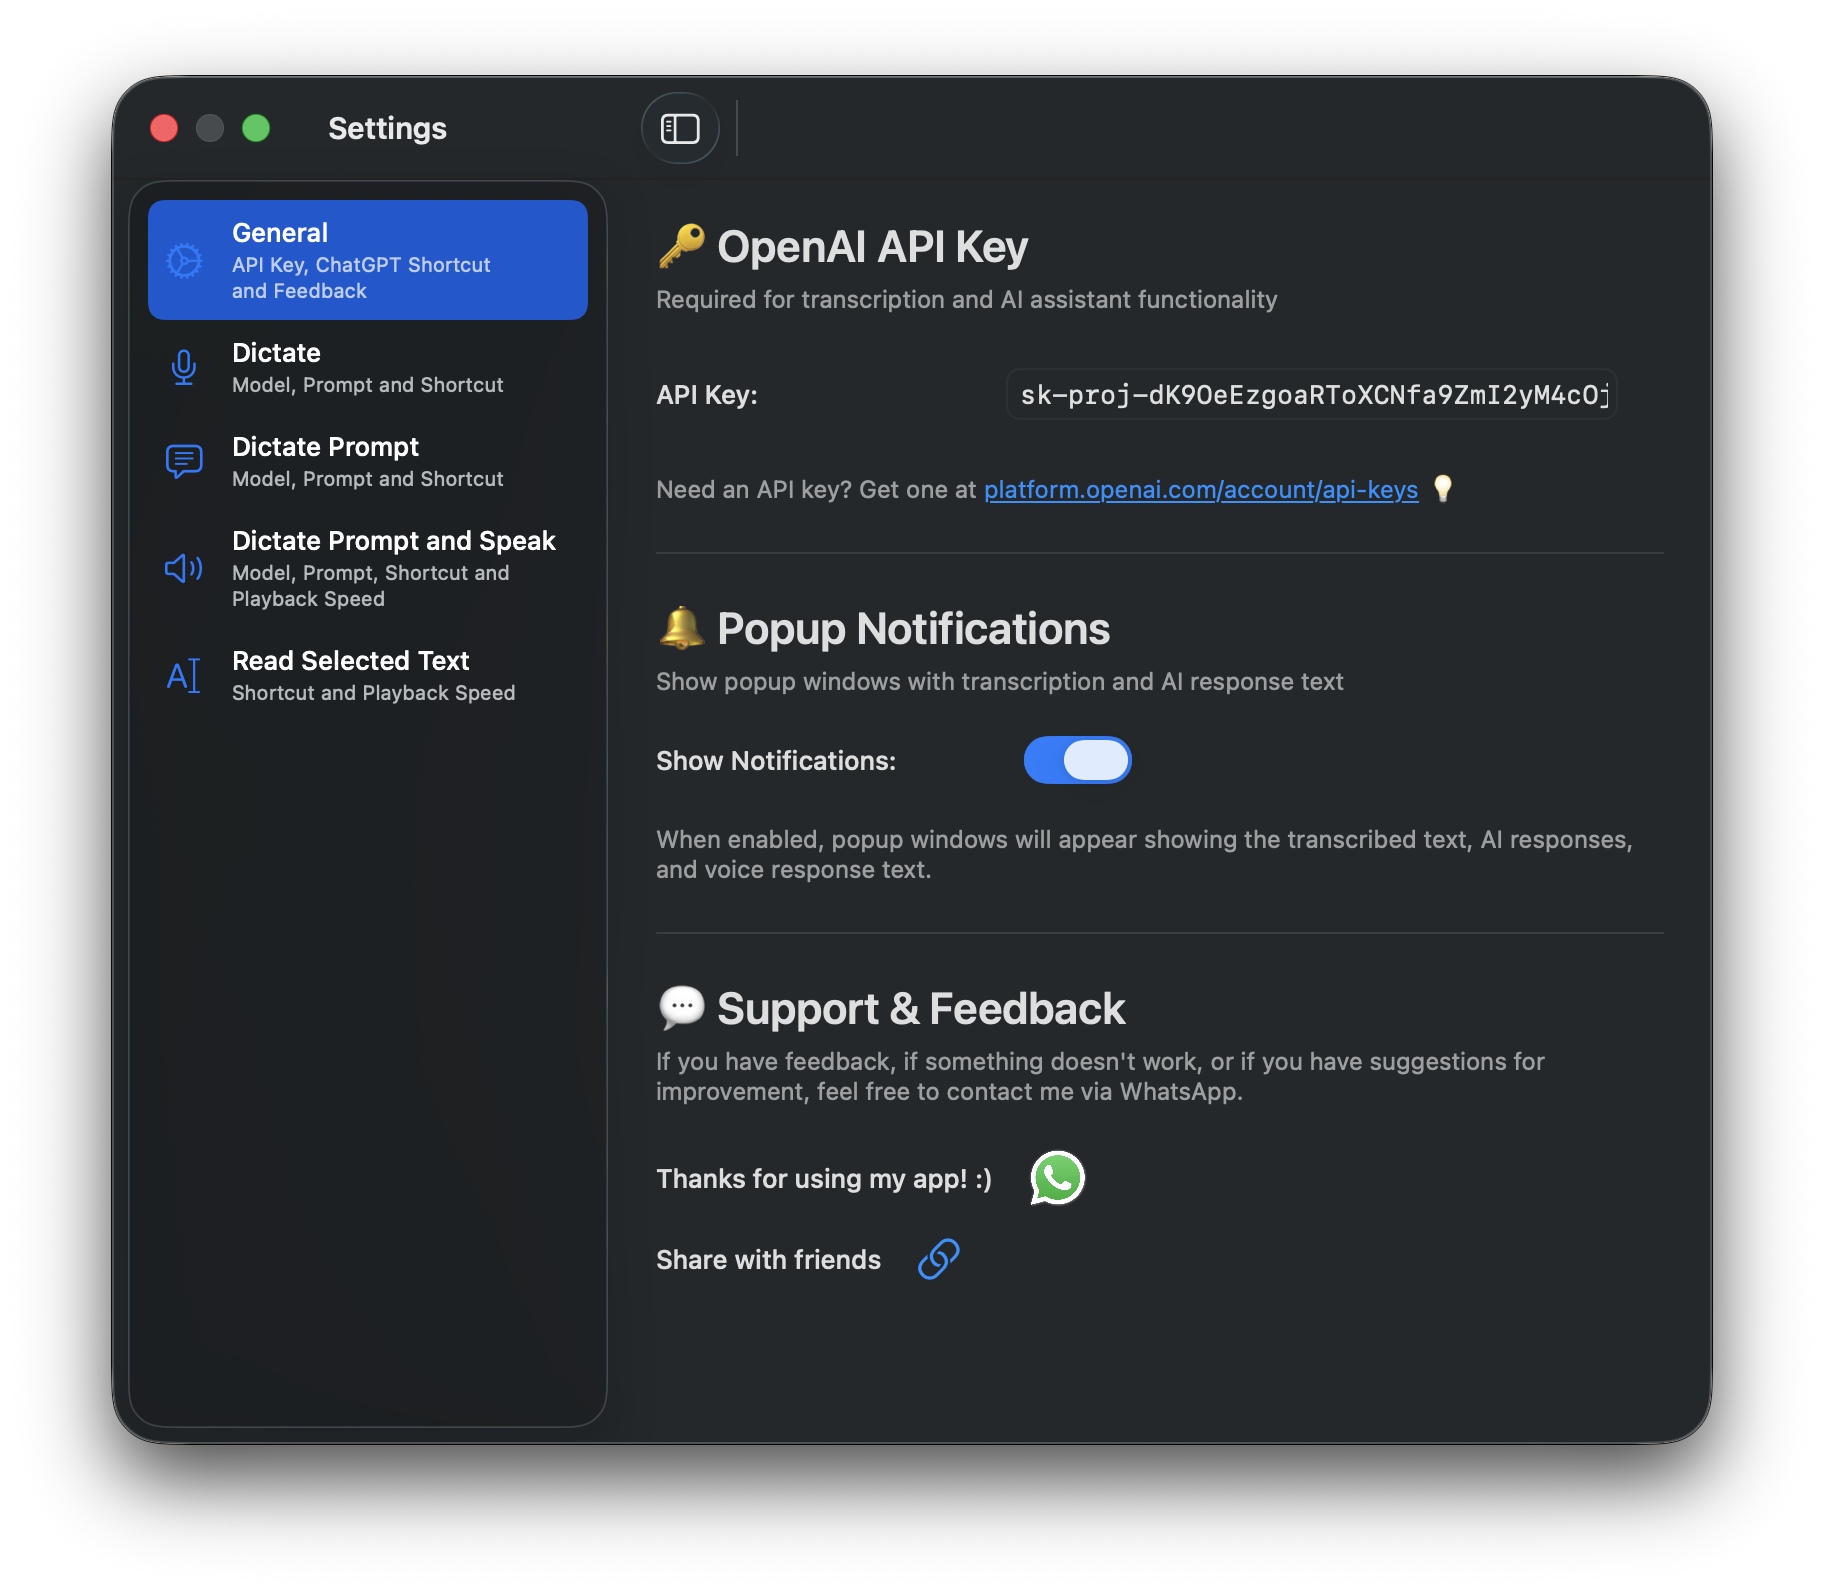 Settings
General
API Key, ChatGPT Shortcut
and Feedback
Dictate
Model, Prompt and Shortcut
Dictate Prompt
Model, Prompt and Shortcut
Dictate Prompt and Speak
Model, Prompt, Shortcut and
Playback Speed
Read Selected Text
Shortcut and Playback Speed
OpenAI API Key
Required for transcription and AI assistant functionality
API Key:
sk-proj-dK9OeEzgoaRToXCNfa9ZmI2yM4cOj
Need an API key? Get one at platform.openai.com/account/api-keys
Popup Notifications
Show popup windows with transcription and AI response text
Show Notifications:
When enabled, popup windows will appear showing the transcribed text, AI responses,
and voice response text.
Support & Feedback
If you have feedback, if something doesn't work, or if you have suggestions for
improvement, feel free to contact me via WhatsApp.
Thanks for using my app! :)
Share with friends